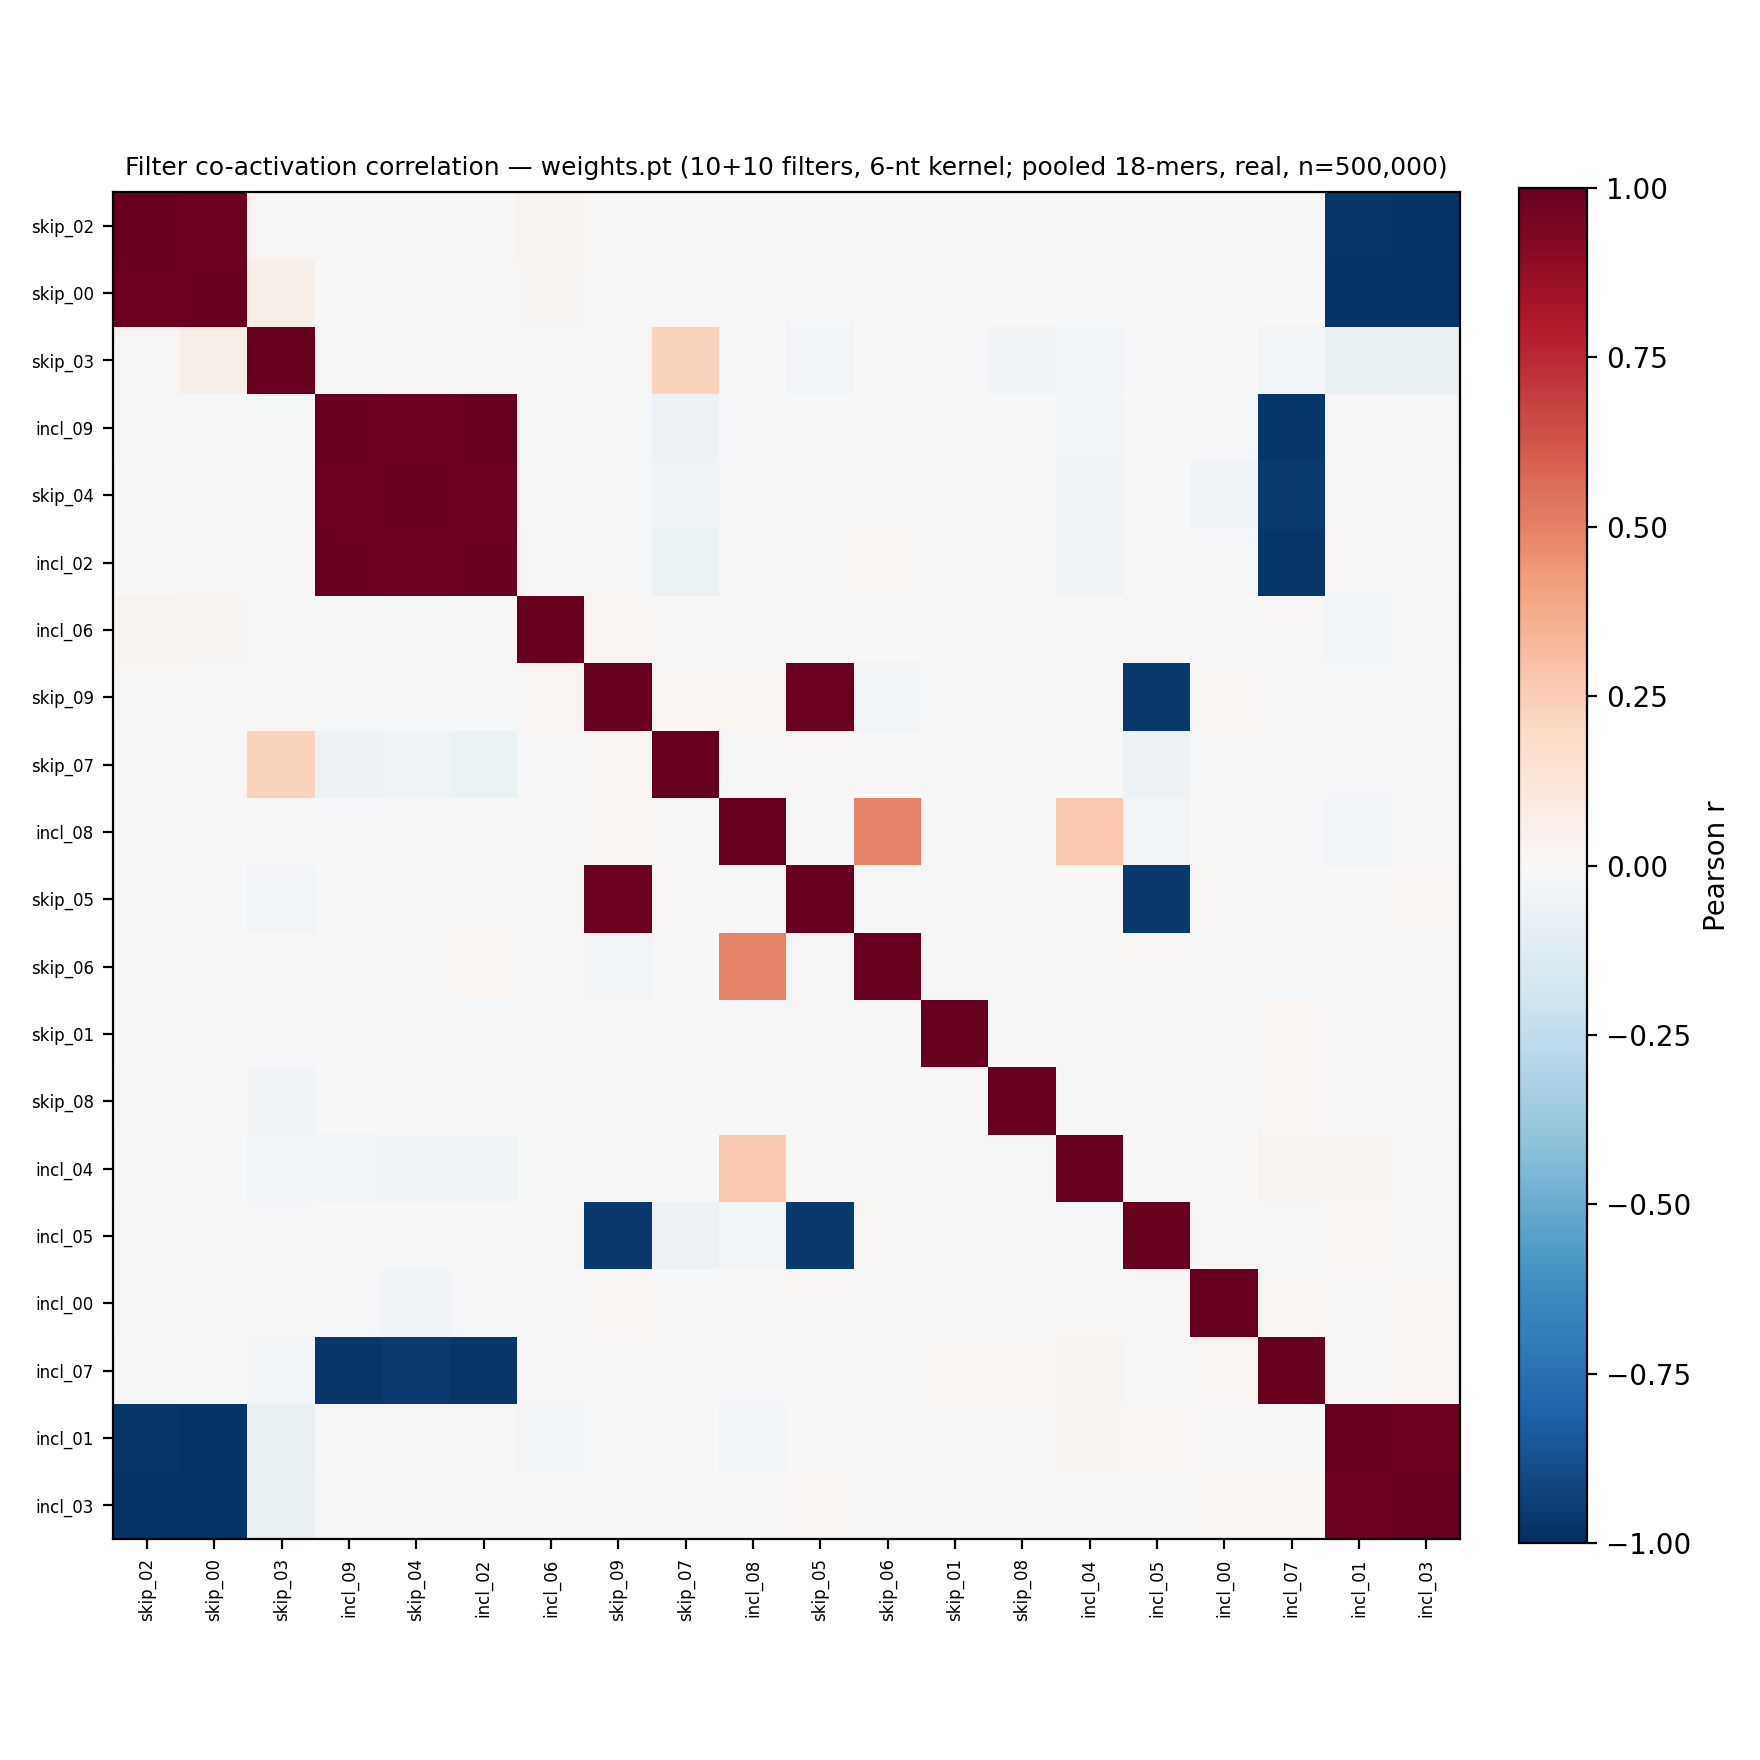 Filter co-activation correlation — weights.pt (10+10 filters, 6-nt kernel; pooled 18-mers, real, n=500,000)
skip_02
skip_00
skip_03
incl_09
skip_04
incl_02
incl_06
skip_09
skip_07
incl_08
skip_05
skip_06
skip_01
skip_08
incl_04
incl_05
incl_00
incl_07
incl_01
incl_03
skip_02
skip_00
skip_03
incl_09
skip_04
incl_02
incl_06
skip_09
skip_07
incl_08
skip_05
skip_06
skip_01
skip_08
incl_04
incl_05
incl_00
incl_07
incl_01
incl_03
1.00
0.75
0.50
0.25
0.00
−0.25
−0.50
−0.75
−1.00
Pearson r